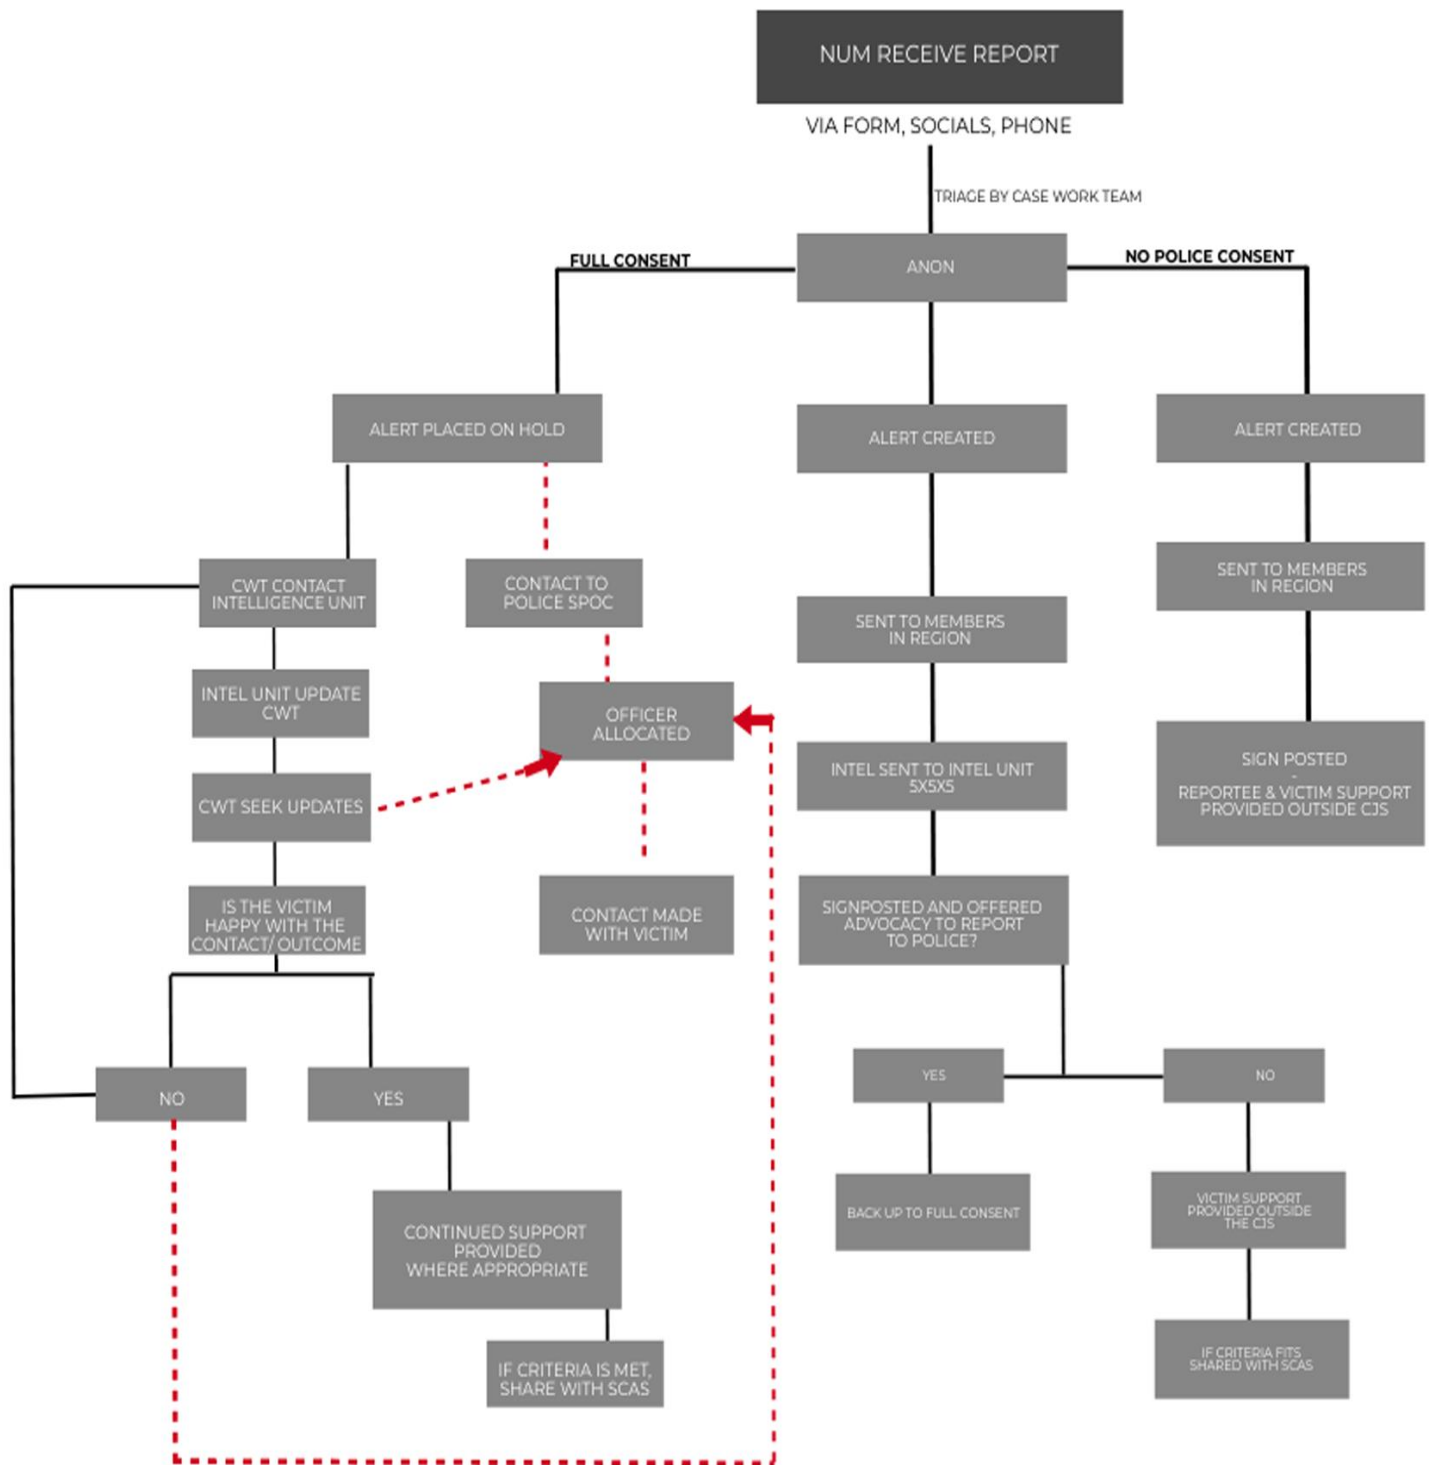 NUM RECEIVE REPORT
VIA FORM, SOCIALS, PHONE
TRIAGE BY CASE WORK TEAM
FULL CONSENT
ANON
NO POLICE CONSENT
ALERT PLACED ON HOLD
ALERT CREATED
ALERT CREATED
CWT CONTACT
INTELLIGENCE UNIT
CONTACT TO
POLICE SPOC
SENT TO MEMBERS
IN REGION
SENT TO MEMBERS
IN REGION
INTEL UNIT UPDATE
CWT
OFFICER
ALLOCATED
INTEL SENT TO INTEL UNIT
5X5X5
SIGN POSTED
-
REPORTEE & VICTIM SUPPORT
PROVIDED OUTSIDE CJS
CWT SEEK UPDATES
IS THE VICTIM
HAPPY WITH THE
CONTACT/ OUTCOME
CONTACT MADE
WITH VICTIM
SIGNPOSTED AND OFFERED
ADVOCACY TO REPORT
TO POLICE?
NO
YES
YES
NO
CONTINUED SUPPORT
PROVIDED
WHERE APPROPRIATE
BACK UP TO FULL CONSENT
VICTIM SUPPORT
PROVIDED OUTSIDE
THE CJS
IF CRITERIA IS MET,
SHARE WITH SCAS
IF CRITERIA FITS
SHARED WITH SCAS